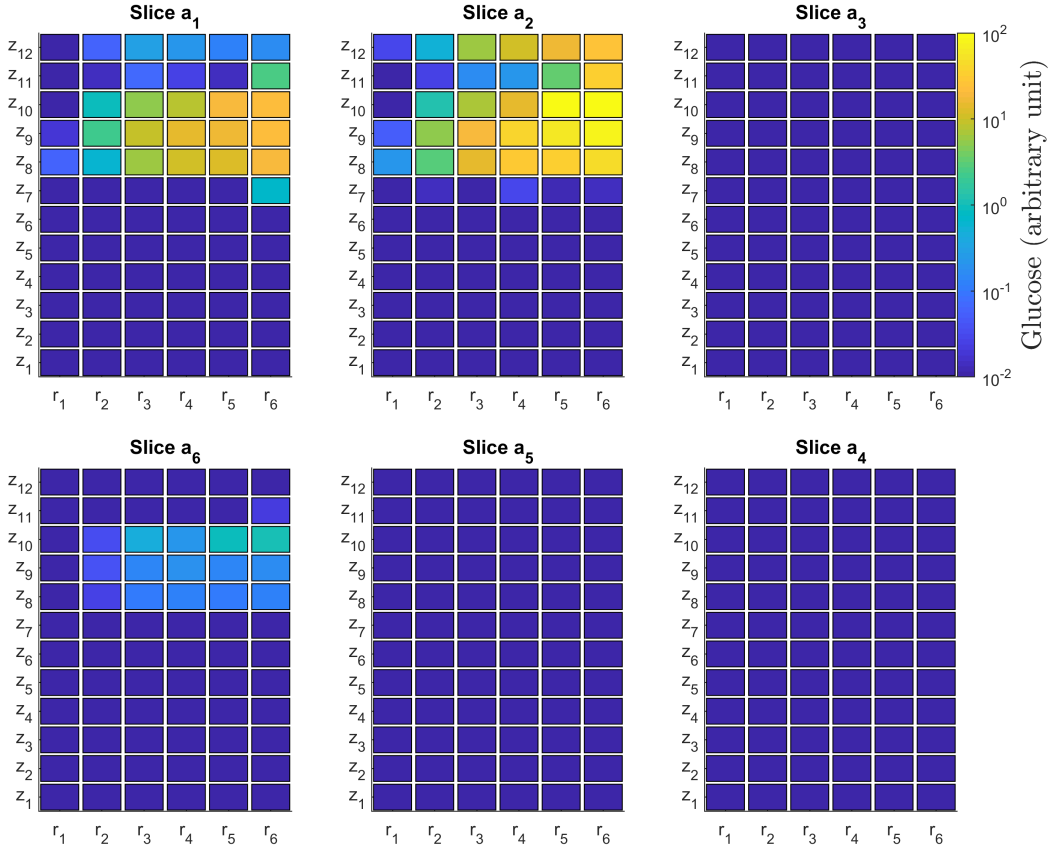 Slice a1
Slice a2
Slice a3
z12
z11
z10
z9
z8
z7
z6
z5
z4
z3
z2
z1
r1 r2 r3 r4 r5 r6
z12
z11
z10
z9
z8
z7
z6
z5
z4
z3
z2
z1
r1 r2 r3 r4 r5 r6
z12
z11
z10
z9
z8
z7
z6
z5
z4
z3
z2
z1
r1 r2 r3 r4 r5 r6
10^2
10^1
10^0
10^-1
10^-2
Glucose (arbitrary unit)
Slice a6
Slice a5
Slice a4
z12
z11
z10
z9
z8
z7
z6
z5
z4
z3
z2
z1
r1 r2 r3 r4 r5 r6
z12
z11
z10
z9
z8
z7
z6
z5
z4
z3
z2
z1
r1 r2 r3 r4 r5 r6
z12
z11
z10
z9
z8
z7
z6
z5
z4
z3
z2
z1
r1 r2 r3 r4 r5 r6